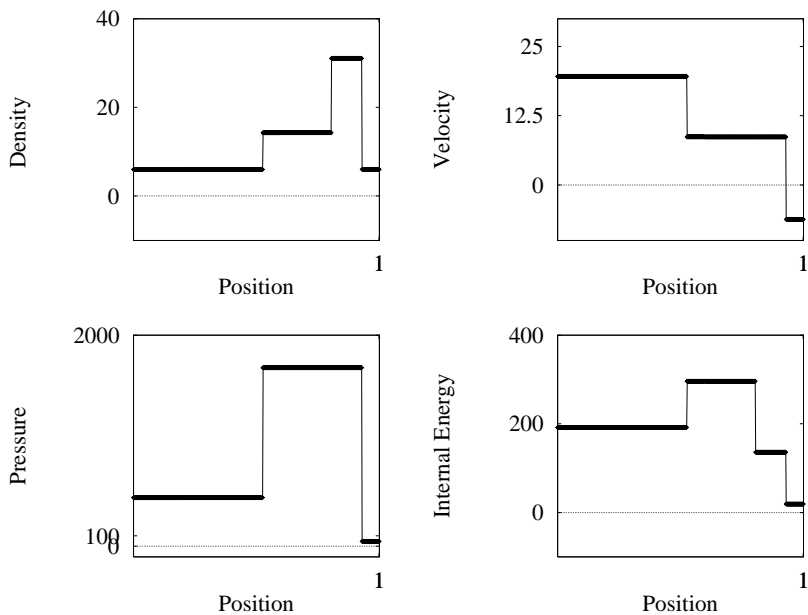 40
20
0
Density
1
Position
25
12.5
0
Velocity
1
Position
2000
100
0
Pressure
1
Position
400
200
0
Internal Energy
1
Position